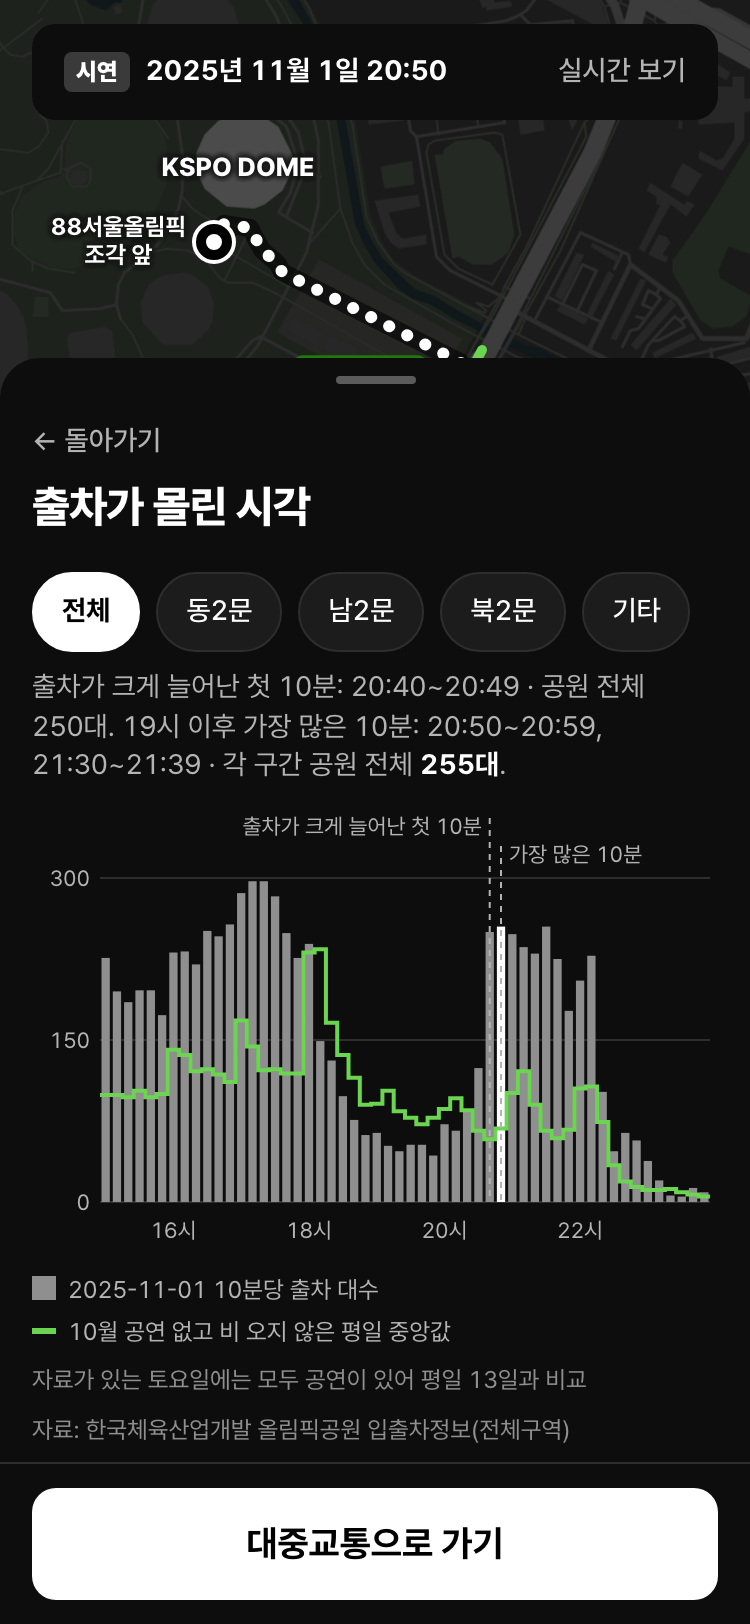 시연 2025년 11월 1일 20:50 실시간 보기
KSPO DOME
88서울올림픽
조각 앞
← 돌아가기
출차가 몰린 시각
전체 동2문 남2문 북2문 기타
출차가 크게 늘어난 첫 10분: 20:40~20:49 · 공원 전체
250대. 19시 이후 가장 많은 10분: 20:50~20:59,
21:30~21:39 · 각 구간 공원 전체 255대.
출차가 크게 늘어난 첫 10분
가장 많은 10분
300
150
0
16시 18시 20시 22시
2025-11-01 10분당 출차 대수
10월 공연 없고 비 오지 않은 평일 중앙값
자료가 있는 토요일에는 모두 공연이 있어 평일 13일과 비교
자료: 한국체육산업개발 올림픽공원 입출차정보(전체구역)
대중교통으로 가기